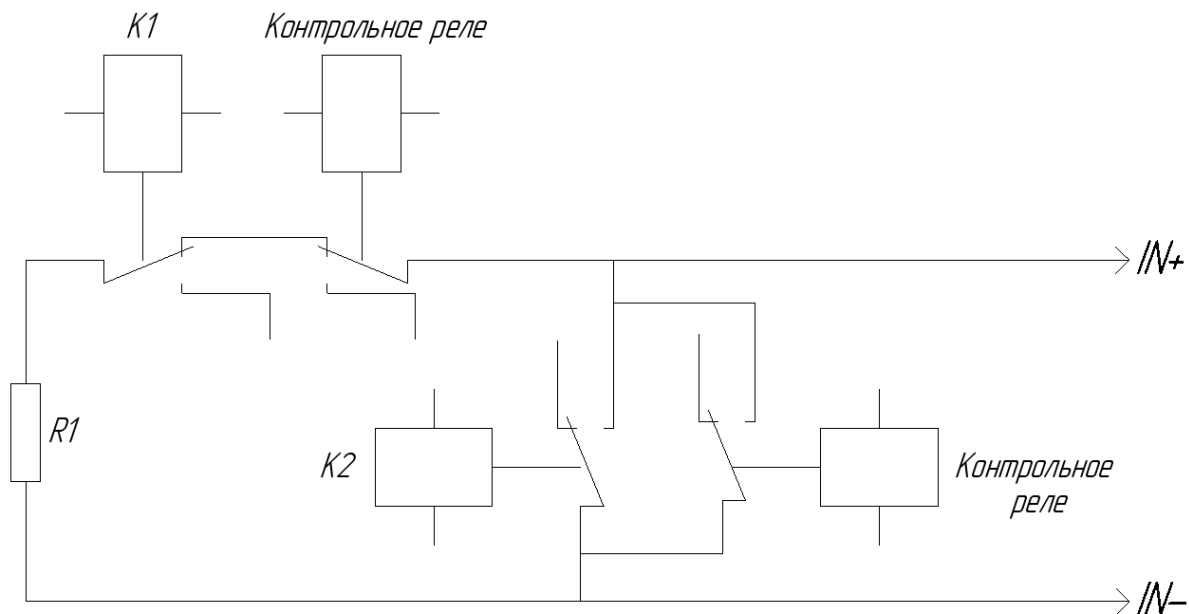 K1
Контрольное реле
IN+
R1
K2
Контрольное
реле
IN-